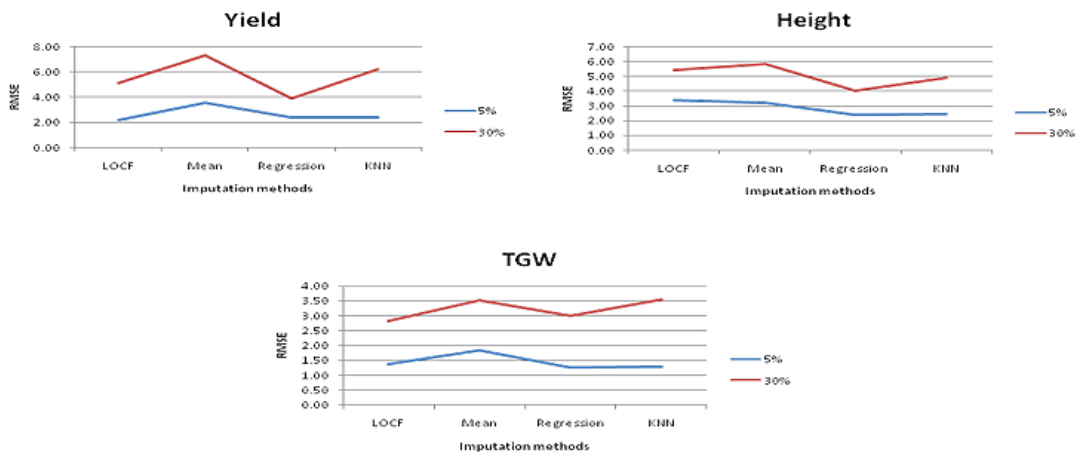 Yield
8.00
6.00
4.00
2.00
0.00
RMSE
LOCF Mean Regression KNN
Imputation methods
5%
30%
Height
7.00
6.00
5.00
4.00
3.00
2.00
1.00
0.00
RMSE
LOCF Mean Regression KNN
Imputation methods
5%
30%
TGW
4.00
3.50
3.00
2.50
2.00
1.50
1.00
0.50
0.00
RMSE
LOCF Mean Regression KNN
Imputation methods
5%
30%